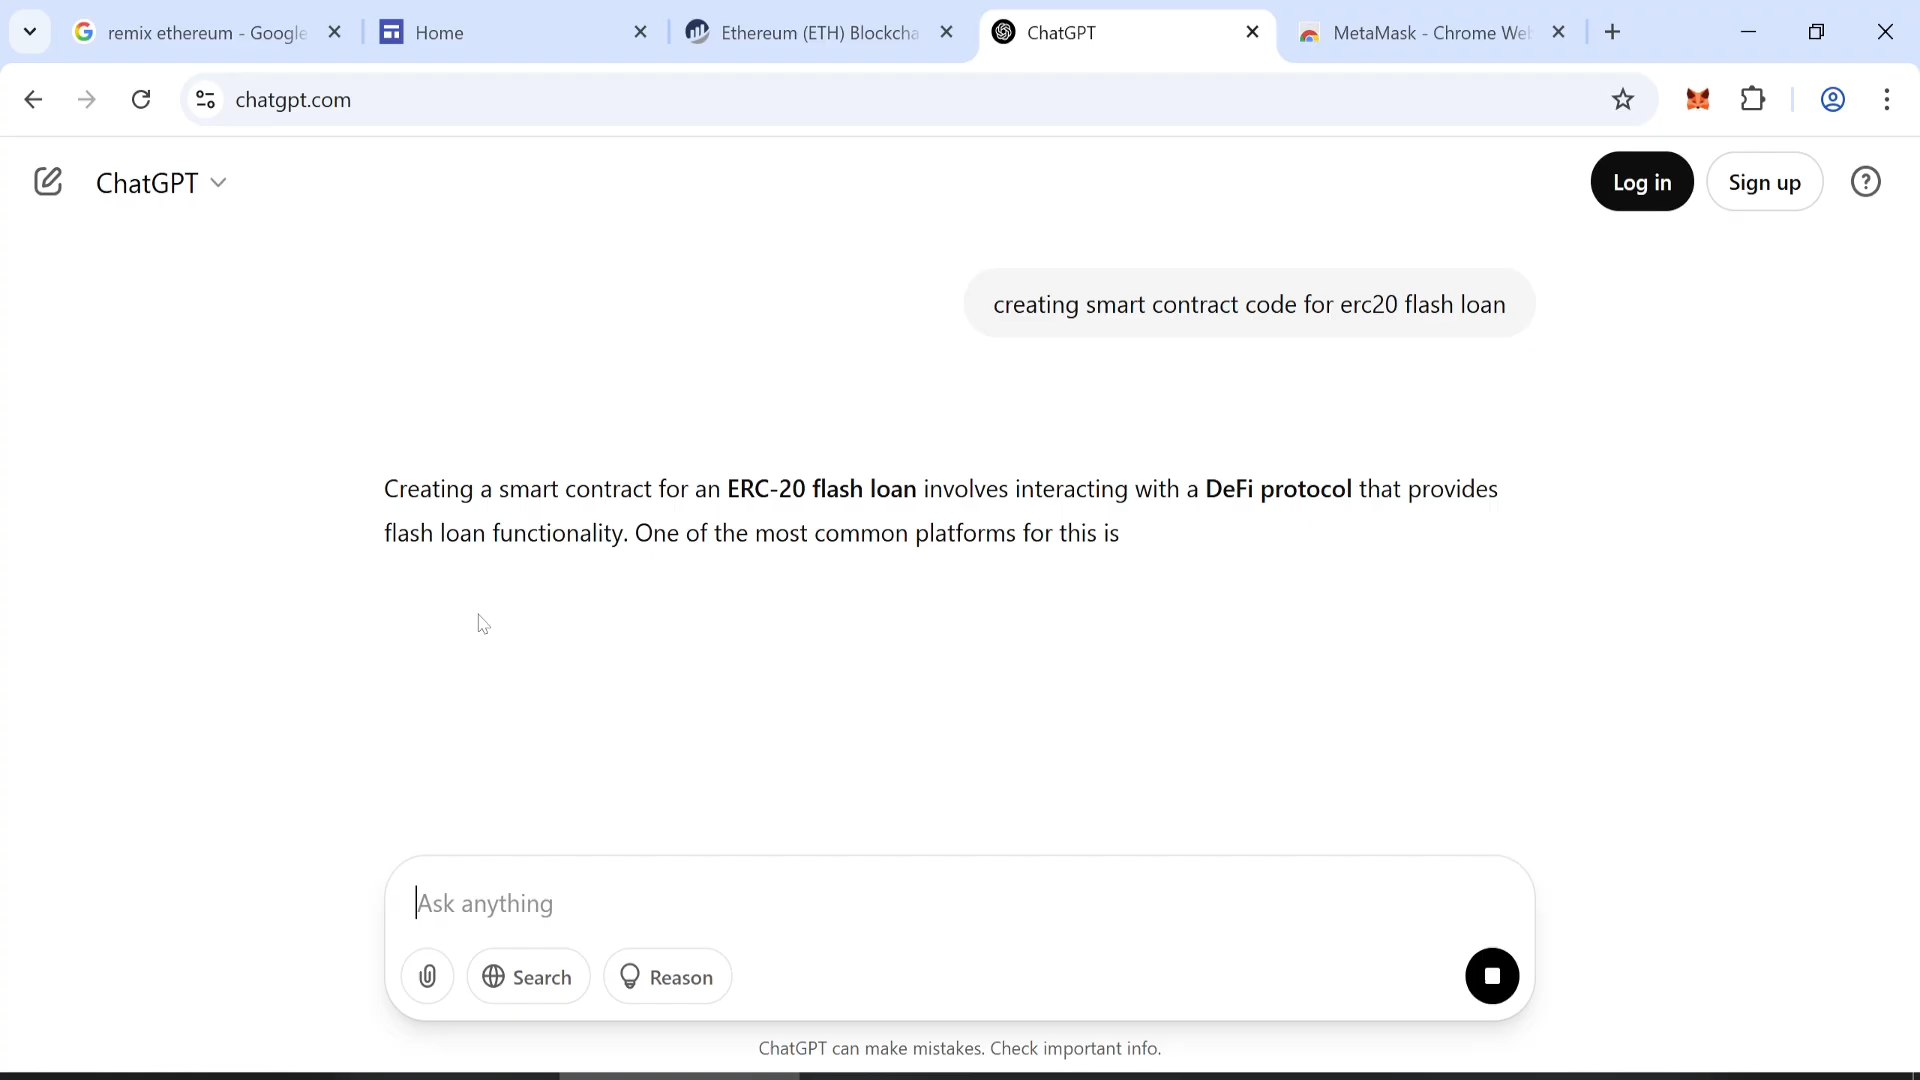 remix ethereum - Google
Home
Ethereum (ETH) Blockcha
ChatGPT
MetaMask - Chrome Web
chatgpt.com
ChatGPT
Log in
Sign up
creating smart contract code for erc20 flash loan
Creating a smart contract for an ERC-20 flash loan involves interacting with a DeFi protocol that provides
flash loan functionality. One of the most common platforms for this is
Ask anything
Search
Reason
ChatGPT can make mistakes. Check important info.